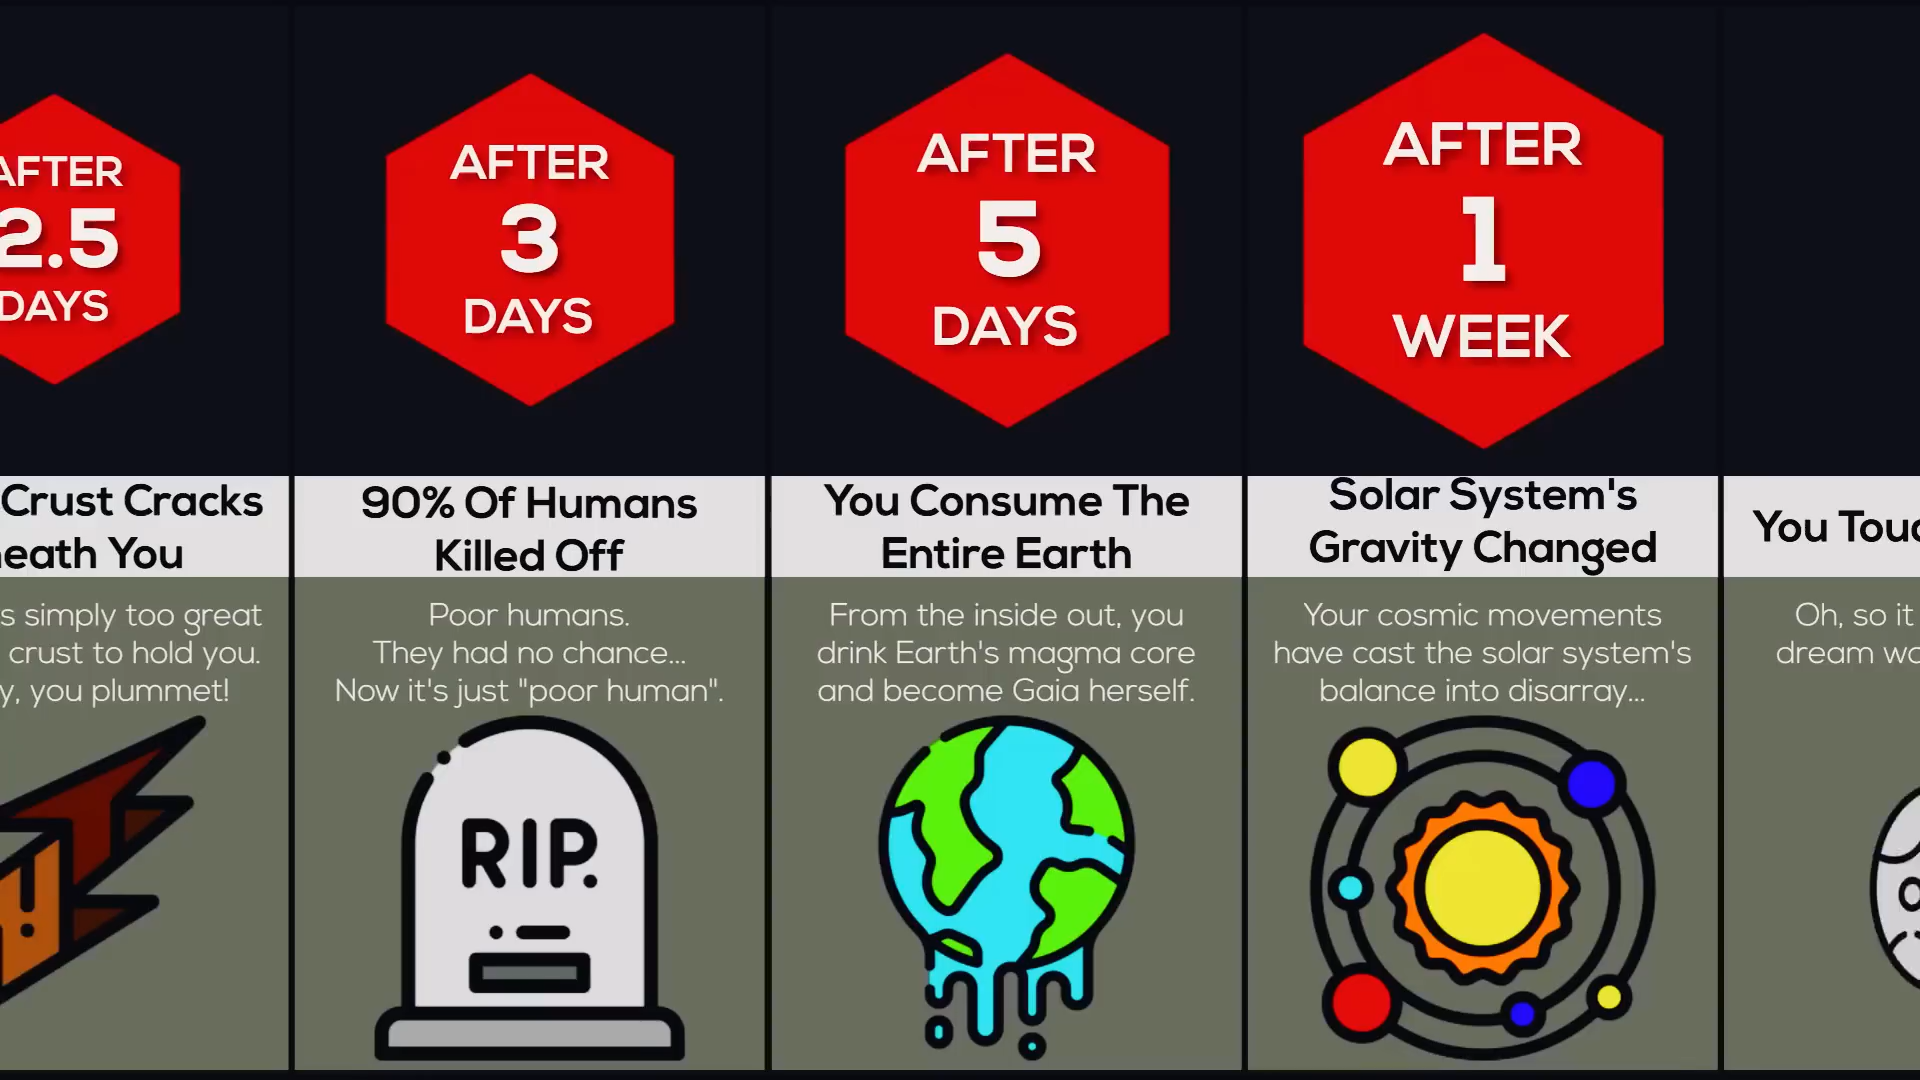 AFTER
2.5
DAYS
Crust Cracks
eath You
s simply too great
crust to hold you.
y, you plummet!
AFTER
3
DAYS
90% Of Humans
Killed Off
Poor humans.
They had no chance...
Now it's just "poor human".
RIP.
AFTER
5
DAYS
You Consume The
Entire Earth
From the inside out, you
drink Earth's magma core
and become Gaia herself.
AFTER
1
WEEK
Solar System's
Gravity Changed
Your cosmic movements
have cast the solar system's
balance into disarray...
You
Oh, so it
dream